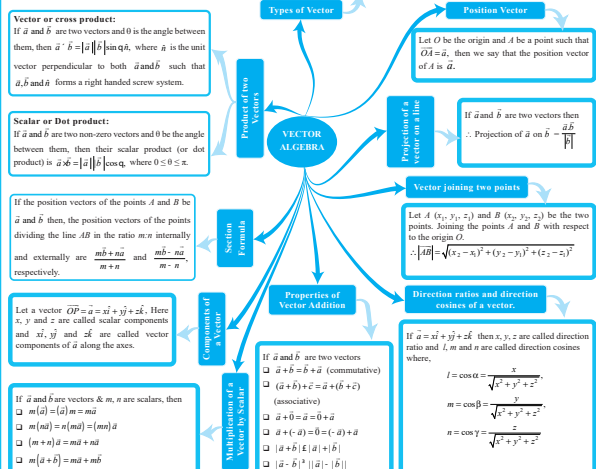 Types of Vector
Position Vector
Vector or cross product:
If a⃗ and b⃗ are two vectors and θ is the angle between
them, then a⃗ ´ b⃗ = |a⃗||b⃗| sin q n̂, where n̂ is the unit
vector perpendicular to both a⃗ and b⃗ such that
a⃗, b⃗ and n̂ forms a right handed screw system.
Product of two
Vectors
Scalar or Dot product:
If a⃗ and b⃗ are two non-zero vectors and θ be the angle
between them, then their scalar product (or dot
product) is a⃗ × b⃗ = |a⃗||b⃗| cos q, where 0 ≤ θ ≤ π.
VECTOR
ALGEBRA
Let O be the origin and A be a point such that
OA⃗ = a⃗, then we say that the position vector
of A is a⃗.
Projection of a
vector on a line
If a⃗ and b⃗ are two vectors then
∴ Projection of a⃗ on b⃗ = a⃗.b⃗ / |b⃗|
Vector joining two points
Let A (x₁, y₁, z₁) and B (x₂, y₂, z₂) be the two
points. Joining the points A and B with respect
to the origin O.
∴ |AB⃗| = √((x₂ – x₁)² + (y₂ – y₁)² + (z₂ – z₁)²)
If the position vectors of the points A and B be
a⃗ and b⃗ then, the position vectors of the points
dividing the line AB in the ratio m:n internally
and externally are (mb⃗ + na⃗)/(m + n) and (mb⃗ - na⃗)/(m - n),
respectively.
Section
Formula
Let a vector OP⃗ = a⃗ = xî + yĵ + zk̂. Here
x, y and z are called scalar components
and xî, yĵ and zk̂ are called vector
components of a⃗ along the axes.
Components of
a Vector
If a⃗ and b⃗ are vectors & m, n are scalars, then
❑ m(a⃗) = (a⃗) m = ma⃗
❑ m(na⃗) = n(ma⃗) = (mn) a⃗
❑ (m + n) a⃗ = ma⃗ + na⃗
❑ m(a⃗ + b⃗) = ma⃗ + mb⃗
Multiplication of a
Vector by Scalar
Properties of
Vector Addition
If a⃗ and b⃗ are two vectors
❑ a⃗ + b⃗ = b⃗ + a⃗ (commutative)
❑ (a⃗ + b⃗) + c⃗ = a⃗ + (b⃗ + c⃗)
(associative)
❑ a⃗ + 0⃗ = a⃗ = 0⃗ + a⃗
❑ a⃗ + (-a⃗) = 0⃗ = (-a⃗) + a⃗
❑ |a⃗ + b⃗| £ |a⃗| + |b⃗|
❑ |a⃗ - b⃗| ³ ||a⃗| - |b⃗||
Direction ratios and direction
cosines of a vector.
If a⃗ = xî + yĵ + zk̂ then x, y, z are called direction
ratio and l, m and n are called direction cosines
where,
l = cos α = x / √(x² + y² + z²),
m = cos β = y / √(x² + y² + z²),
n = cos γ = z / √(x² + y² + z²)